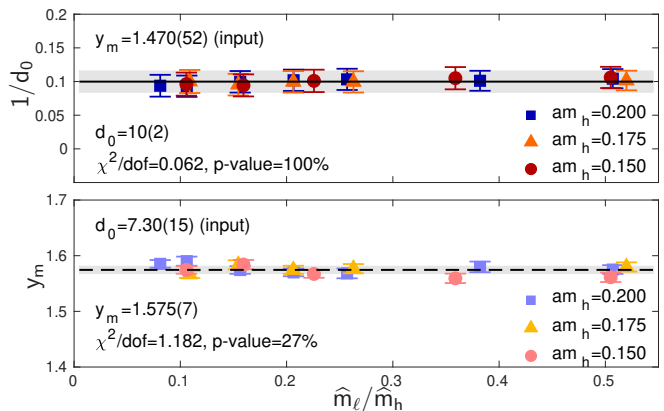 0.2
y_m=1.470(52) (input)
0.15
0.1
1/d_0
0.05
d_0=10(2)
0
χ²/dof=0.062, p-value=100%
am_h=0.200
am_h=0.175
am_h=0.150
1.7
d_0=7.30(15) (input)
1.6
y_m
1.5
y_m=1.575(7)
χ²/dof=1.182, p-value=27%
1.4
am_h=0.200
am_h=0.175
am_h=0.150
0 0.1 0.2 0.3 0.4 0.5
m̂_ℓ/m̂_h